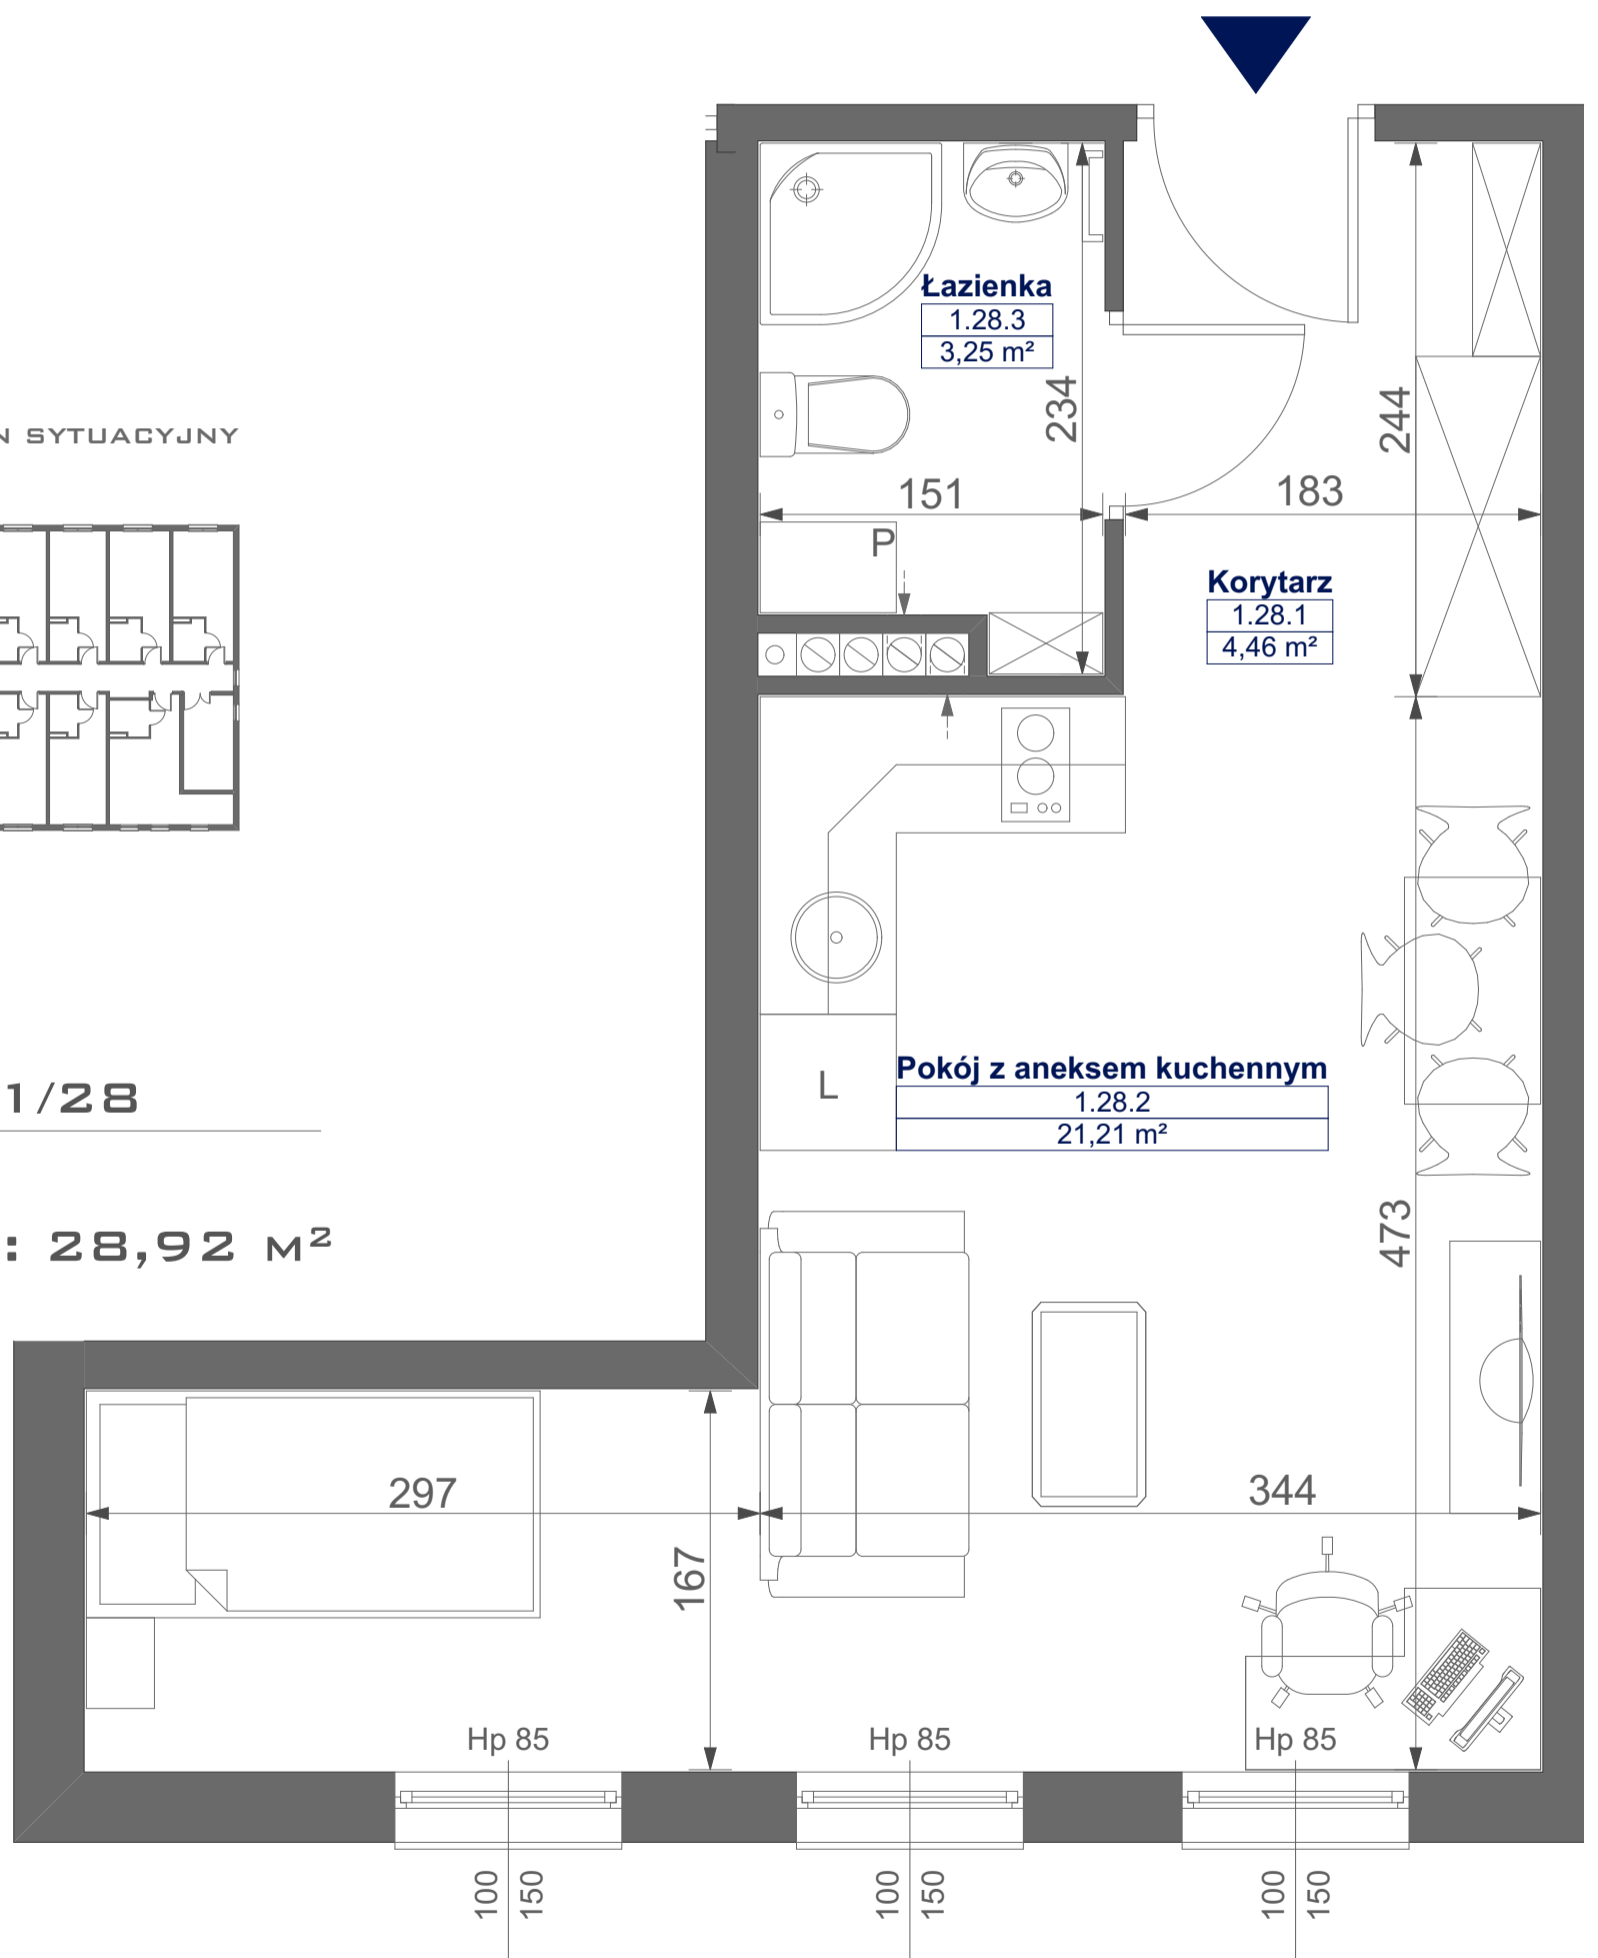 Łazienka
1.28.3
3,25 m²
234
244
N SYTUACYJNY
151
183
P
Korytarz
1.28.1
4,46 m²
Pokój z aneksem kuchennym
1.28.2
21,21 m²
L
1/28
: 28,92 M²
473
297
344
167
Hp 85
Hp 85
Hp 85
100
150
100
150
100
150